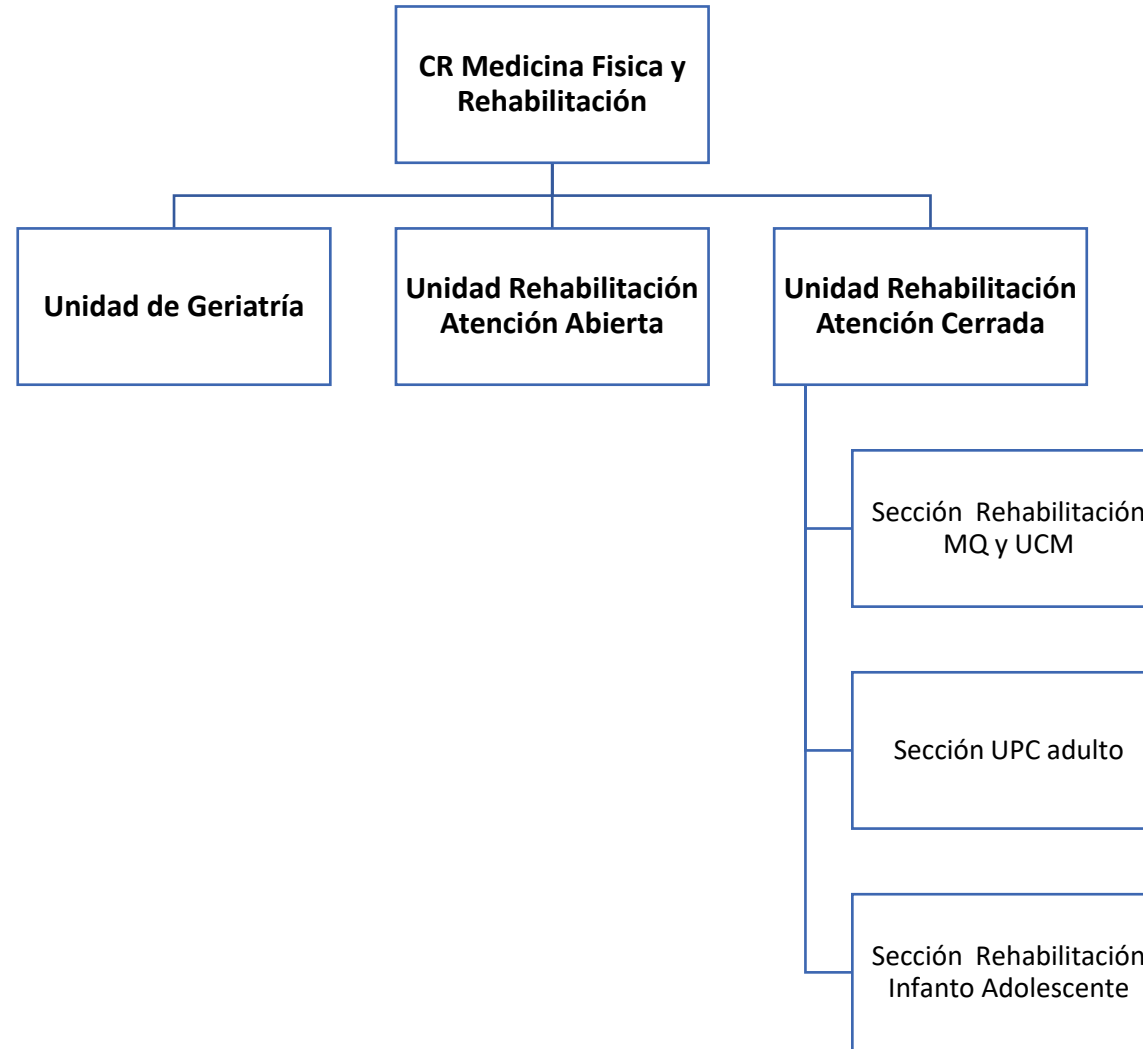 CR Medicina Fisica y
Rehabilitación
Unidad de Geriatría
Unidad Rehabilitación
Atención Abierta
Unidad Rehabilitación
Atención Cerrada
Sección  Rehabilitación
MQ y UCM
Sección UPC adulto
Sección  Rehabilitación
Infanto Adolescente